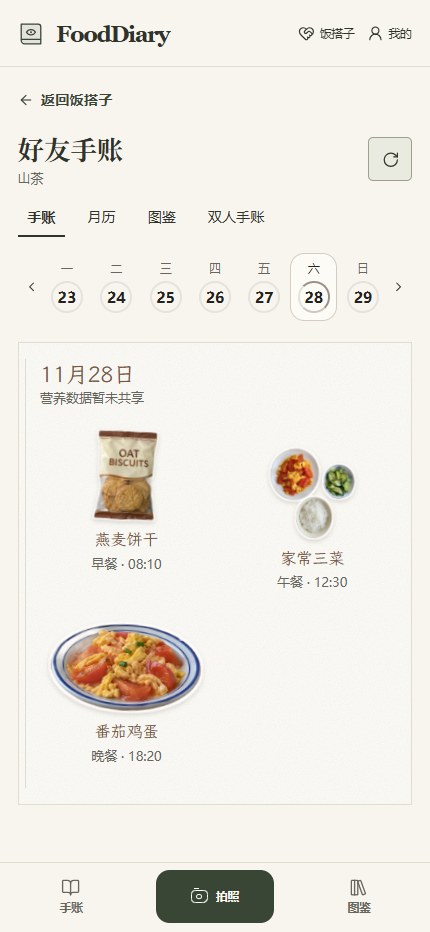 FoodDiary
饭搭子
我的
返回饭搭子
好友手账
山茶
手账 月历 图鉴 双人手账
一 二 三 四 五 六 日
23 24 25 26 27 28 29
11月28日
营养数据暂未共享
OAT
BISCUITS
燕麦饼干
早餐 · 08:10
家常三菜
午餐 · 12:30
番茄鸡蛋
晚餐 · 18:20
手账
拍照
图鉴